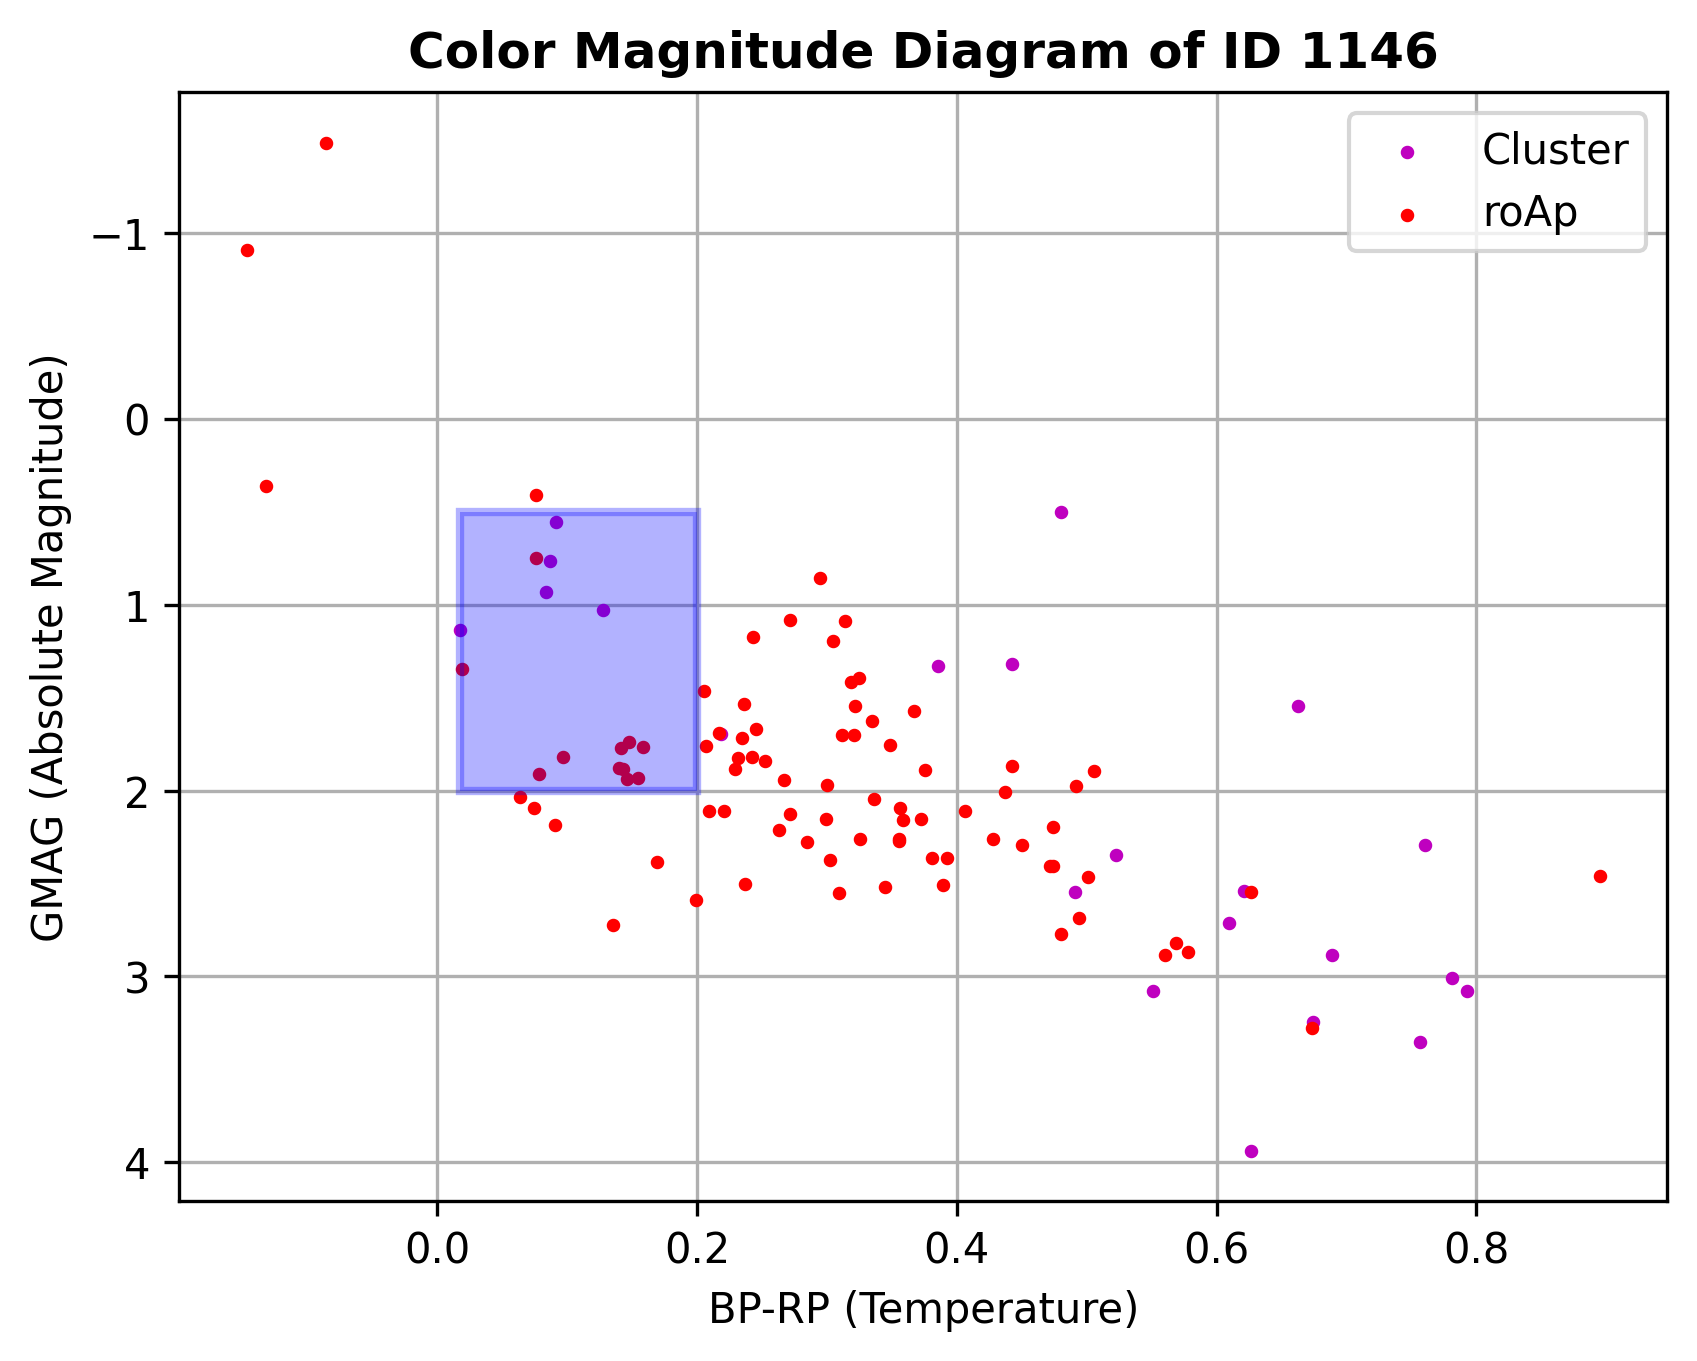 Color Magnitude Diagram of ID 1146
Cluster
roAp
GMAG (Absolute Magnitude)
−1
0
1
2
3
4
0.0 0.2 0.4 0.6 0.8
BP-RP (Temperature)